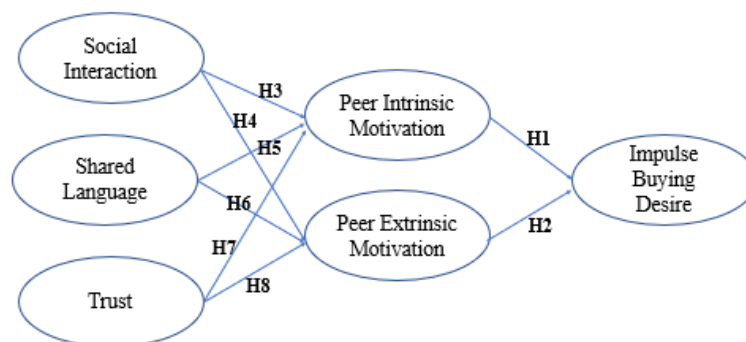 Social
Interaction
H3
H4
Peer Intrinsic
Motivation
H1
Shared
Language
H5
H6
Impulse
Buying
Desire
Peer Extrinsic
Motivation
H2
H7
H8
Trust